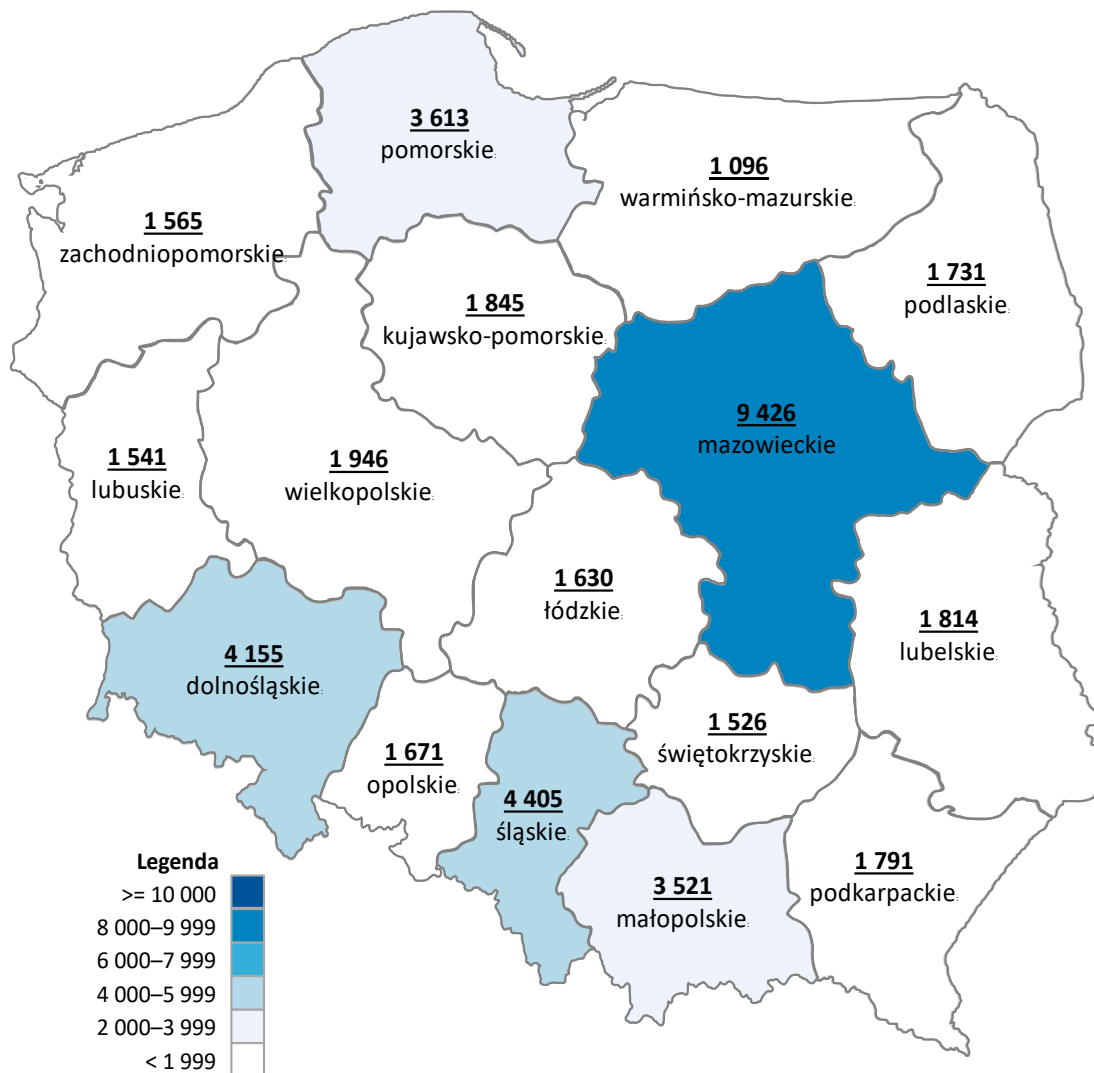 3 613
pomorskie
1 096
warmińsko-mazurskie
1 565
zachodniopomorskie
1 731
podlaskie
1 845
kujawsko-pomorskie
9 426
mazowieckie
1 541
lubuskie
1 946
wielkopolskie
1 630
łódzkie
1 814
lubelskie
4 155
dolnośląskie
1 526
świętokrzyskie
1 671
opolskie
4 405
śląskie
1 791
podkarpackie
3 521
małopolskie
Legenda
>= 10 000
8 000–9 999
6 000–7 999
4 000–5 999
2 000–3 999
< 1 999